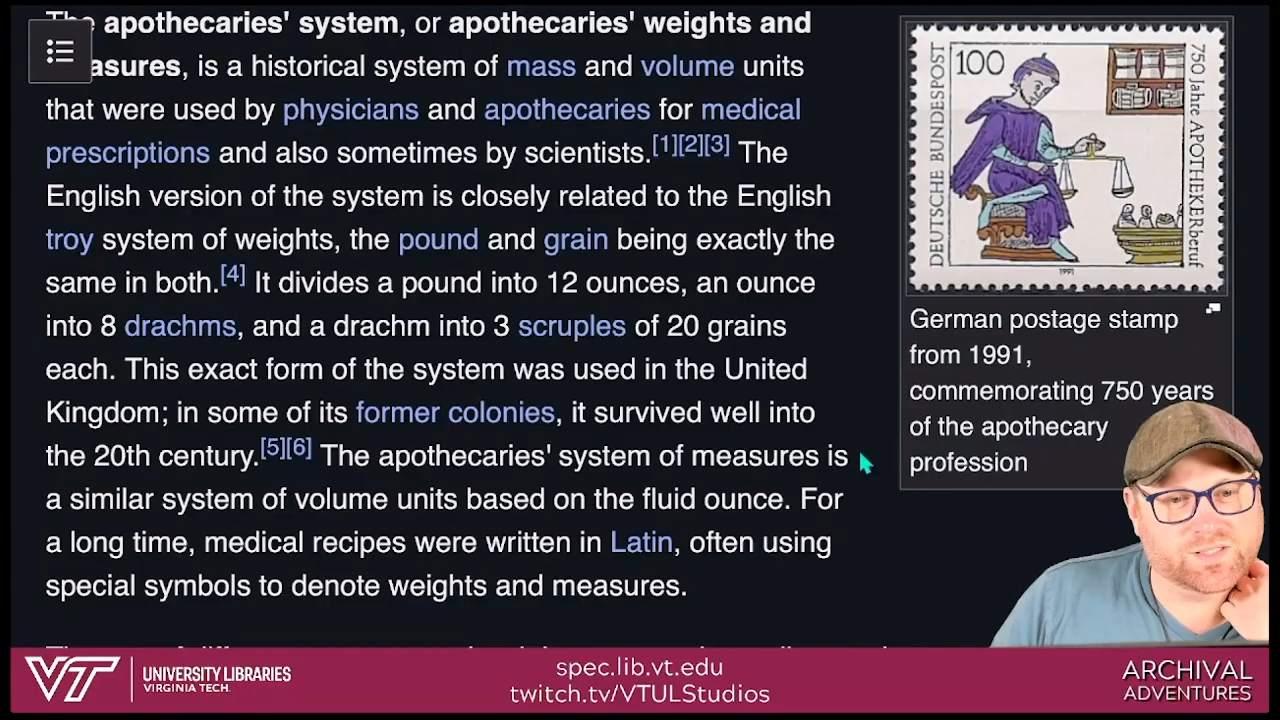 The apothecaries' system, or apothecaries' weights and
asures, is a historical system of mass and volume units
that were used by physicians and apothecaries for medical
prescriptions and also sometimes by scientists.[1][2][3] The
English version of the system is closely related to the English
troy system of weights, the pound and grain being exactly the
same in both.[4] It divides a pound into 12 ounces, an ounce
into 8 drachms, and a drachm into 3 scruples of 20 grains
each. This exact form of the system was used in the United
Kingdom; in some of its former colonies, it survived well into
the 20th century.[5][6] The apothecaries' system of measures is
a similar system of volume units based on the fluid ounce. For
a long time, medical recipes were written in Latin, often using
special symbols to denote weights and measures.
100
DEUTSCHE BUNDESPOST
750 Jahre APOTHEKERberuf
1991
German postage stamp
from 1991,
commemorating 750 years
of the apothecary
profession
VT
UNIVERSITY LIBRARIES
VIRGINIA TECH.
spec.lib.vt.edu
twitch.tv/VTULStudios
ARCHIVAL
ADVENTURES